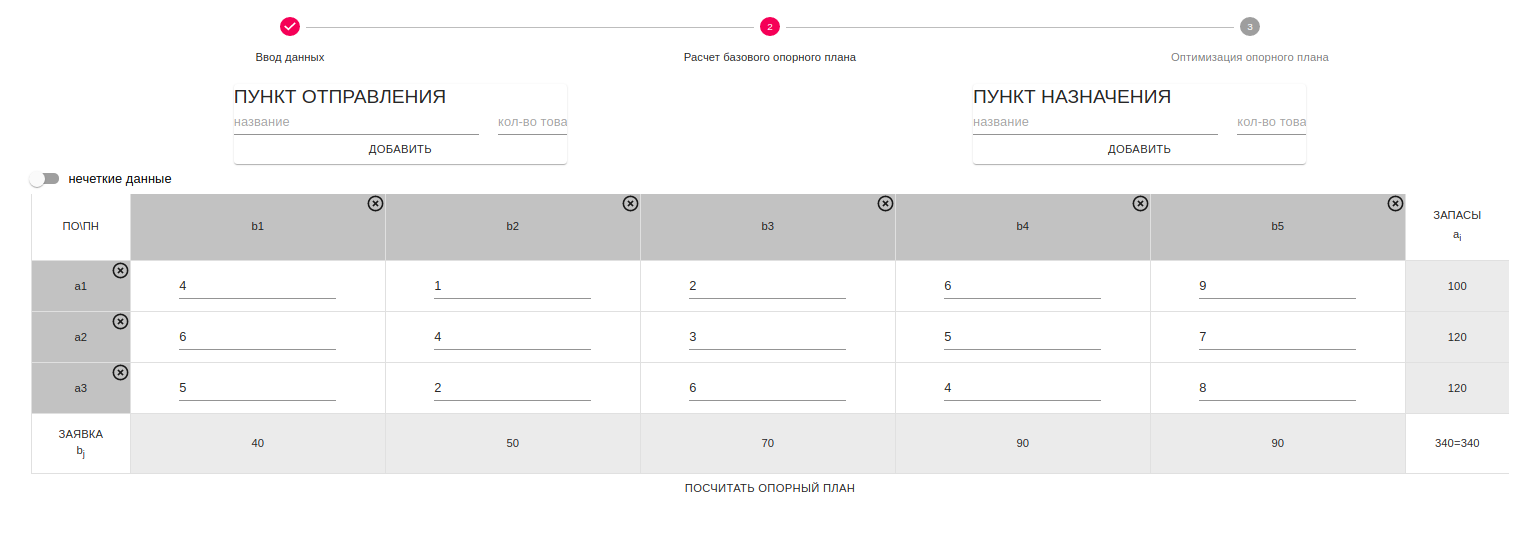 2
3
Ввод данных
Расчет базового опорного плана
Оптимизация опорного плана
ПУНКТ ОТПРАВЛЕНИЯ
название
кол-во това
ДОБАВИТЬ
ПУНКТ НАЗНАЧЕНИЯ
название
кол-во това
ДОБАВИТЬ
нечеткие данные
ПО\ПН b1 b2 b3 b4 b5 ЗАПАСЫ
ai
a1 4 1 2 6 9 100
a2 6 4 3 5 7 120
a3 5 2 6 4 8 120
ЗАЯВКА
bj
40 50 70 90 90 340=340
ПОСЧИТАТЬ ОПОРНЫЙ ПЛАН